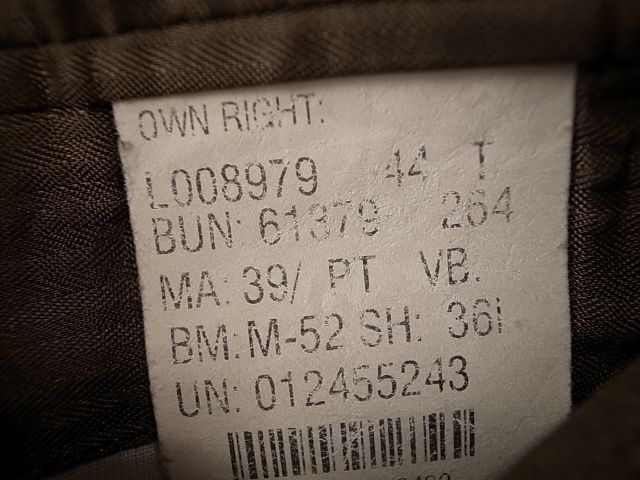 OWN RIGHT:
L008979 44 T.
BUN: 61379 264
MA: 39/ PT VB.
BM: M-52 SH: 36i
UN: 012455243